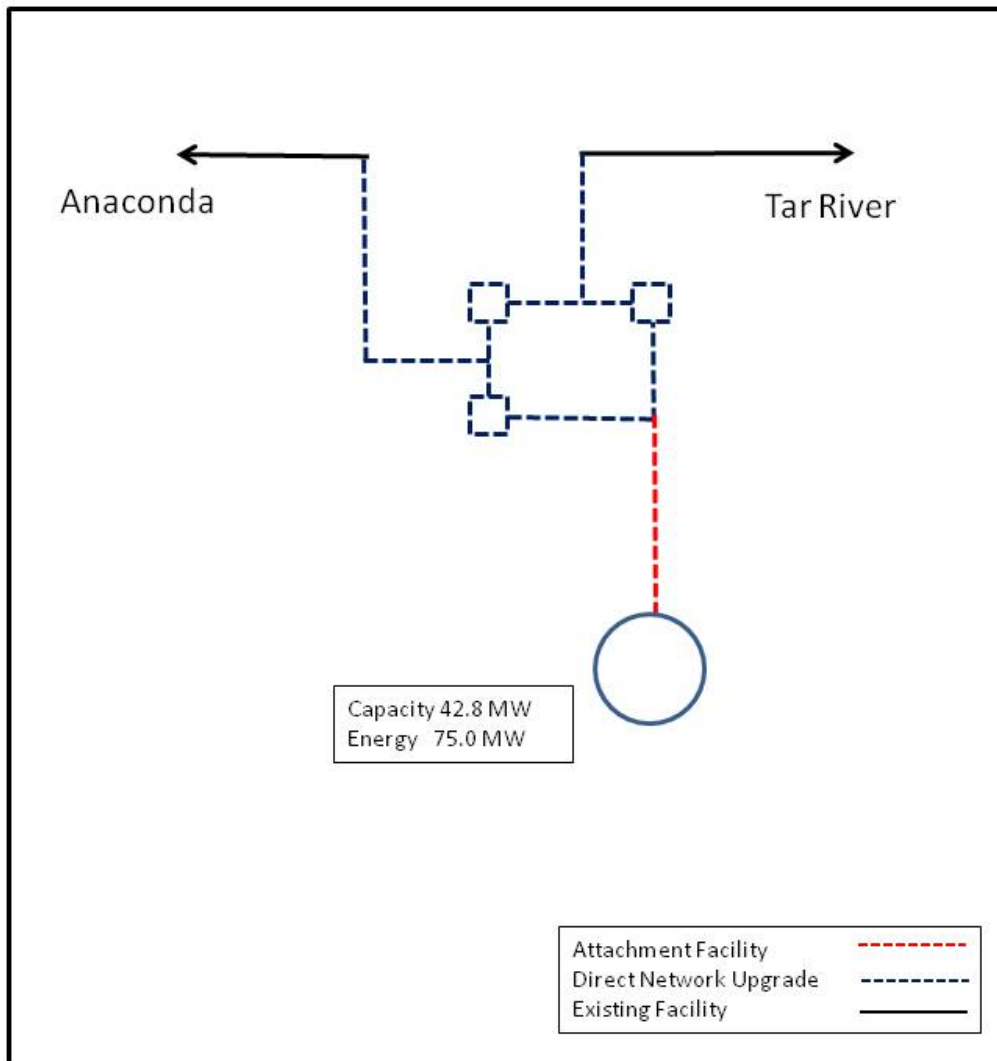 Anaconda
Tar River
Capacity 42.8 MW
Energy 75.0 MW
Attachment Facility
Direct Network Upgrade
Existing Facility